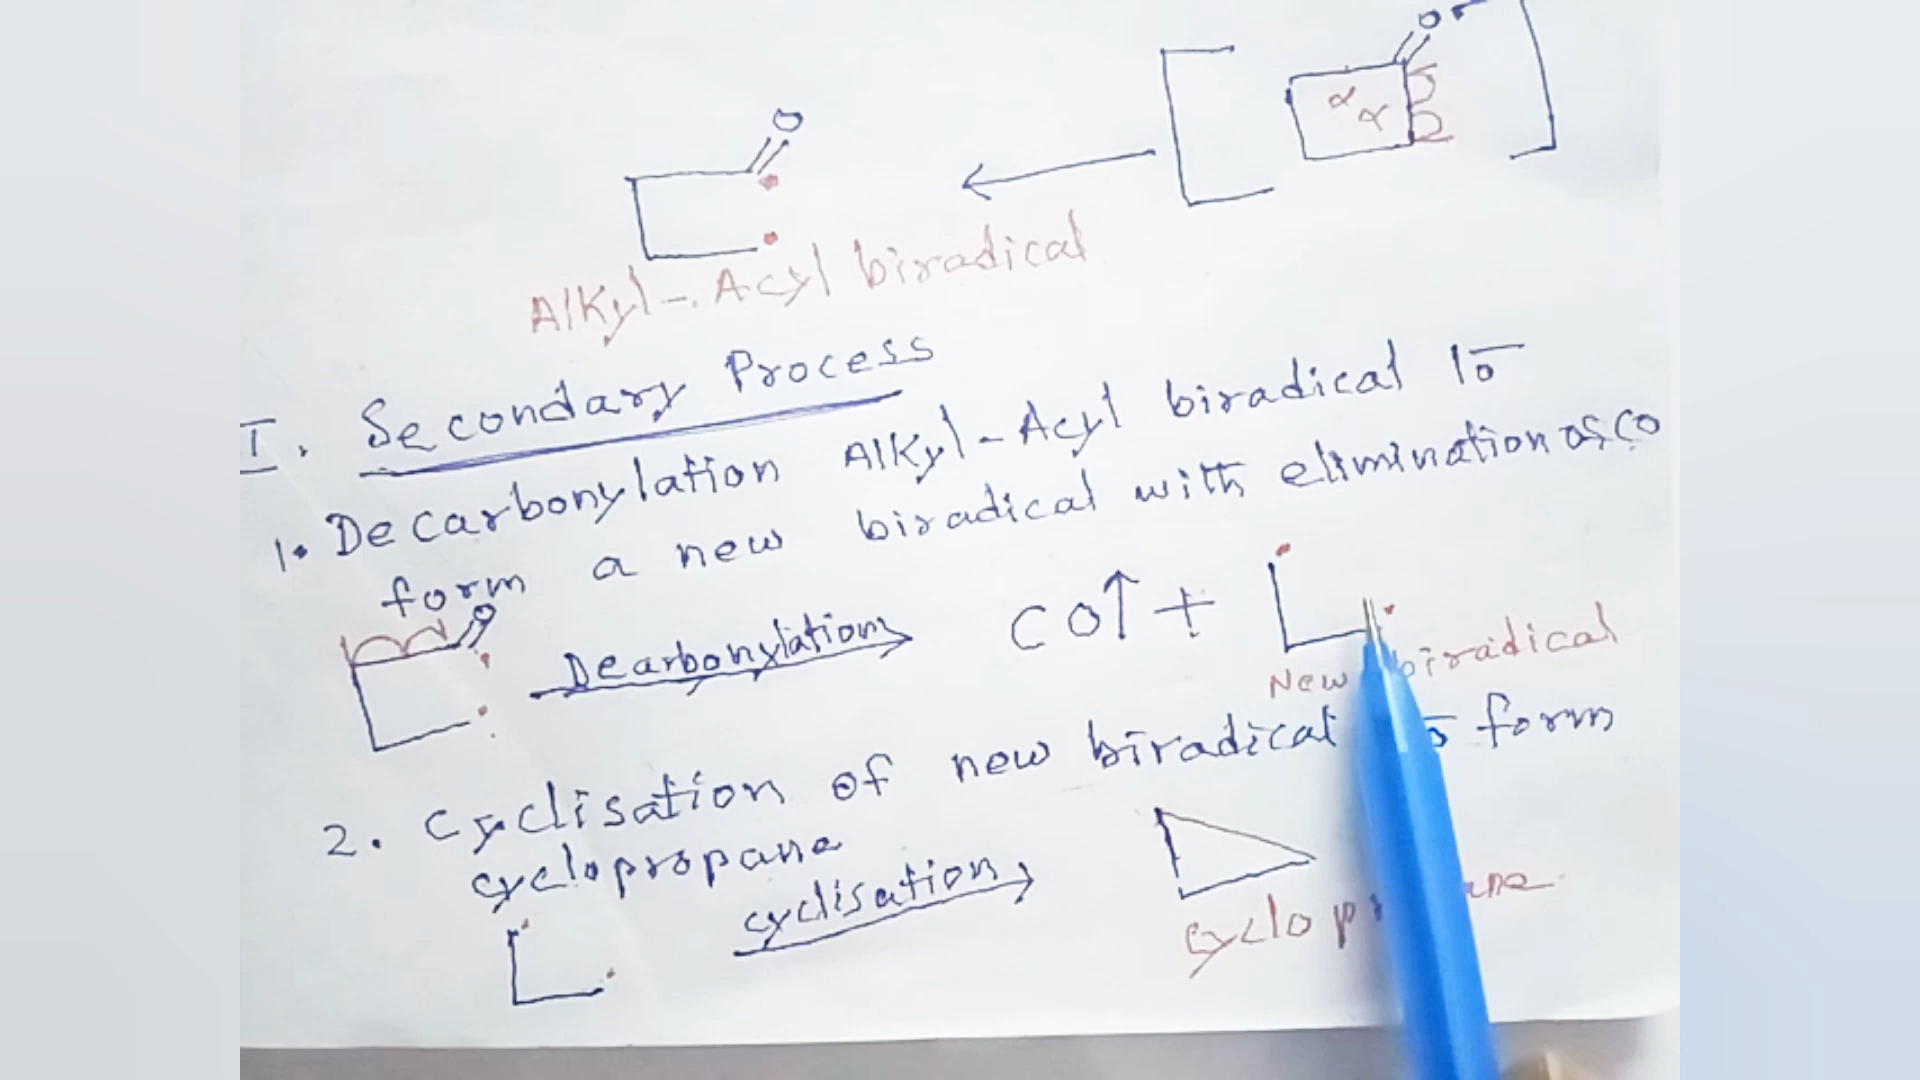 O
O
α
α
Alkyl-Acyl biradical
I. Secondary Process
1. Decarbonylation Alkyl-Acyl biradical to
form a new biradical with elimination of CO
O
Dearbonylation
CO↑ +
New biradical
2. Cyclisation of new biradical form
cyclopropane
cyclisation